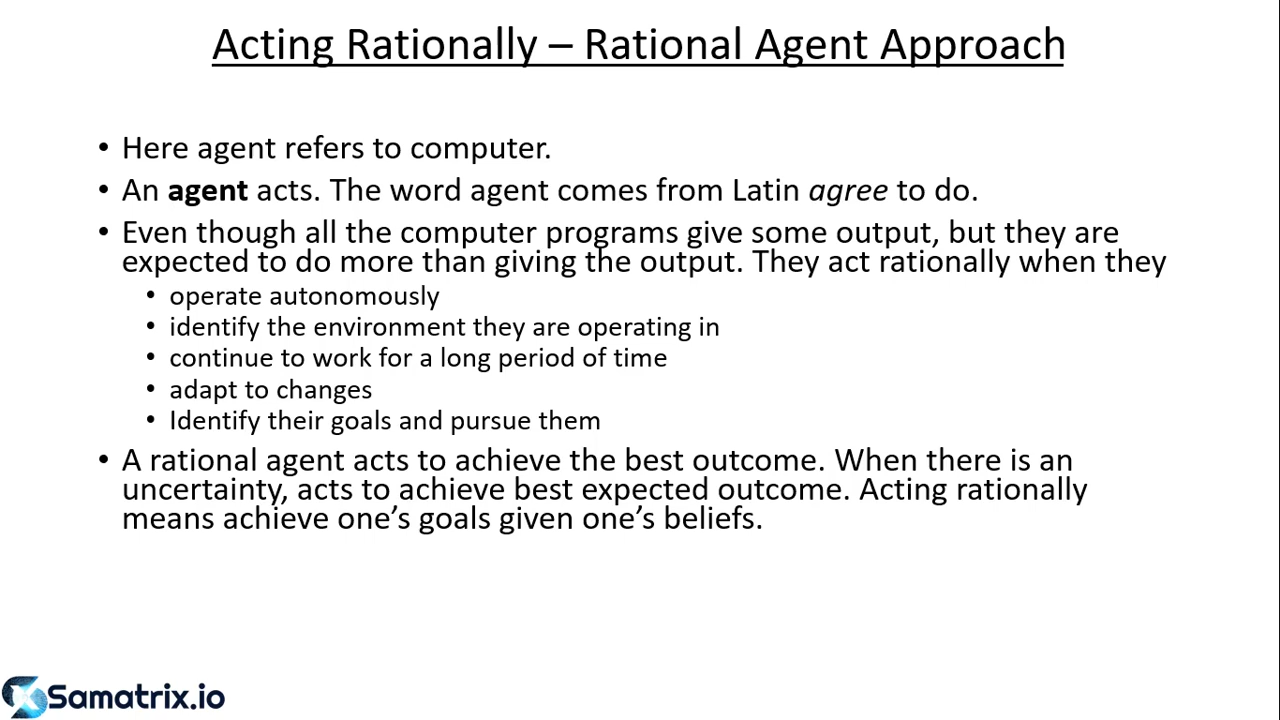 Acting Rationally – Rational Agent Approach
• Here agent refers to computer.
• An agent acts. The word agent comes from Latin agree to do.
• Even though all the computer programs give some output, but they are
expected to do more than giving the output. They act rationally when they
• operate autonomously
• identify the environment they are operating in
• continue to work for a long period of time
• adapt to changes
• Identify their goals and pursue them
• A rational agent acts to achieve the best outcome. When there is an
uncertainty, acts to achieve best expected outcome. Acting rationally
means achieve one’s goals given one’s beliefs.
Samatrix.io